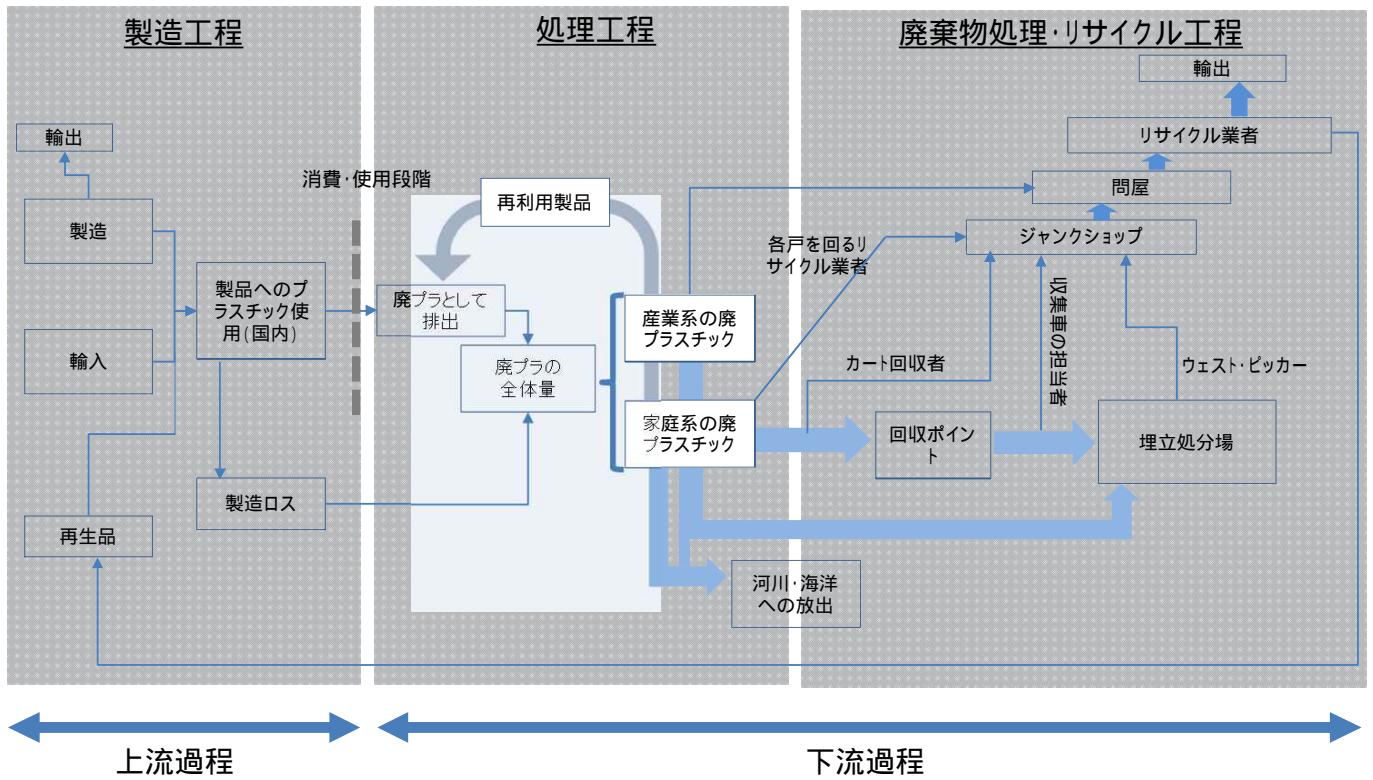 製造工程
輸出
製造
輸入
製品へのプ
ラスチック使
用(国内)
製造ロス
再生品
処理工程
消費･使用段階
再利用製品
廃プラとして
排出
廃プラの
全体量
産業系の廃
プラスチック
家庭系の廃
プラスチック
河川･海洋
への放出
廃棄物処理･リサイクル工程
輸出
リサイクル業者
問屋
ジャンクショップ
各戸を回るリ
サイクル業者
カート回収者
収集車の担当者
ウェスト･ピッカー
回収ポイン
ト
埋立処分場
上流過程
下流過程